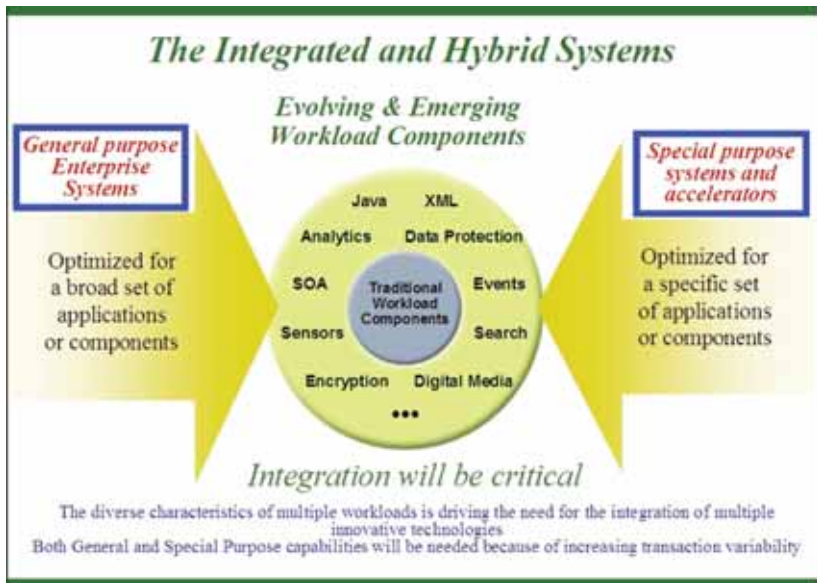 The Integrated and Hybrid Systems
Evolving & Emerging
Workload Components
General purpose
Enterprise
Systems
Optimized for
a broad set of
applications
or components
Java XML
Analytics Data Protection
SOA Events
Traditional
Workload
Components
Sensors Search
Encryption Digital Media
•••
Special purpose
systems and
accelerators
Optimized for
a specific set
of applications
or components
Integration will be critical
The diverse characteristics of multiple workloads is driving the need for the integration of multiple
innovative technologies
Both General and Special Purpose capabilities will be needed because of increasing transaction variability